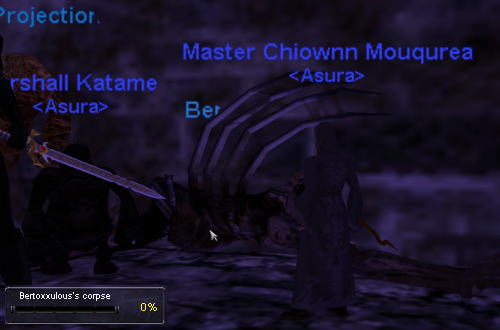 Projection.
Master Chiownn Mouqurea
<Asura>
rshall Katame
<Asura>
Ber
Bertoxxulous's corpse
0%